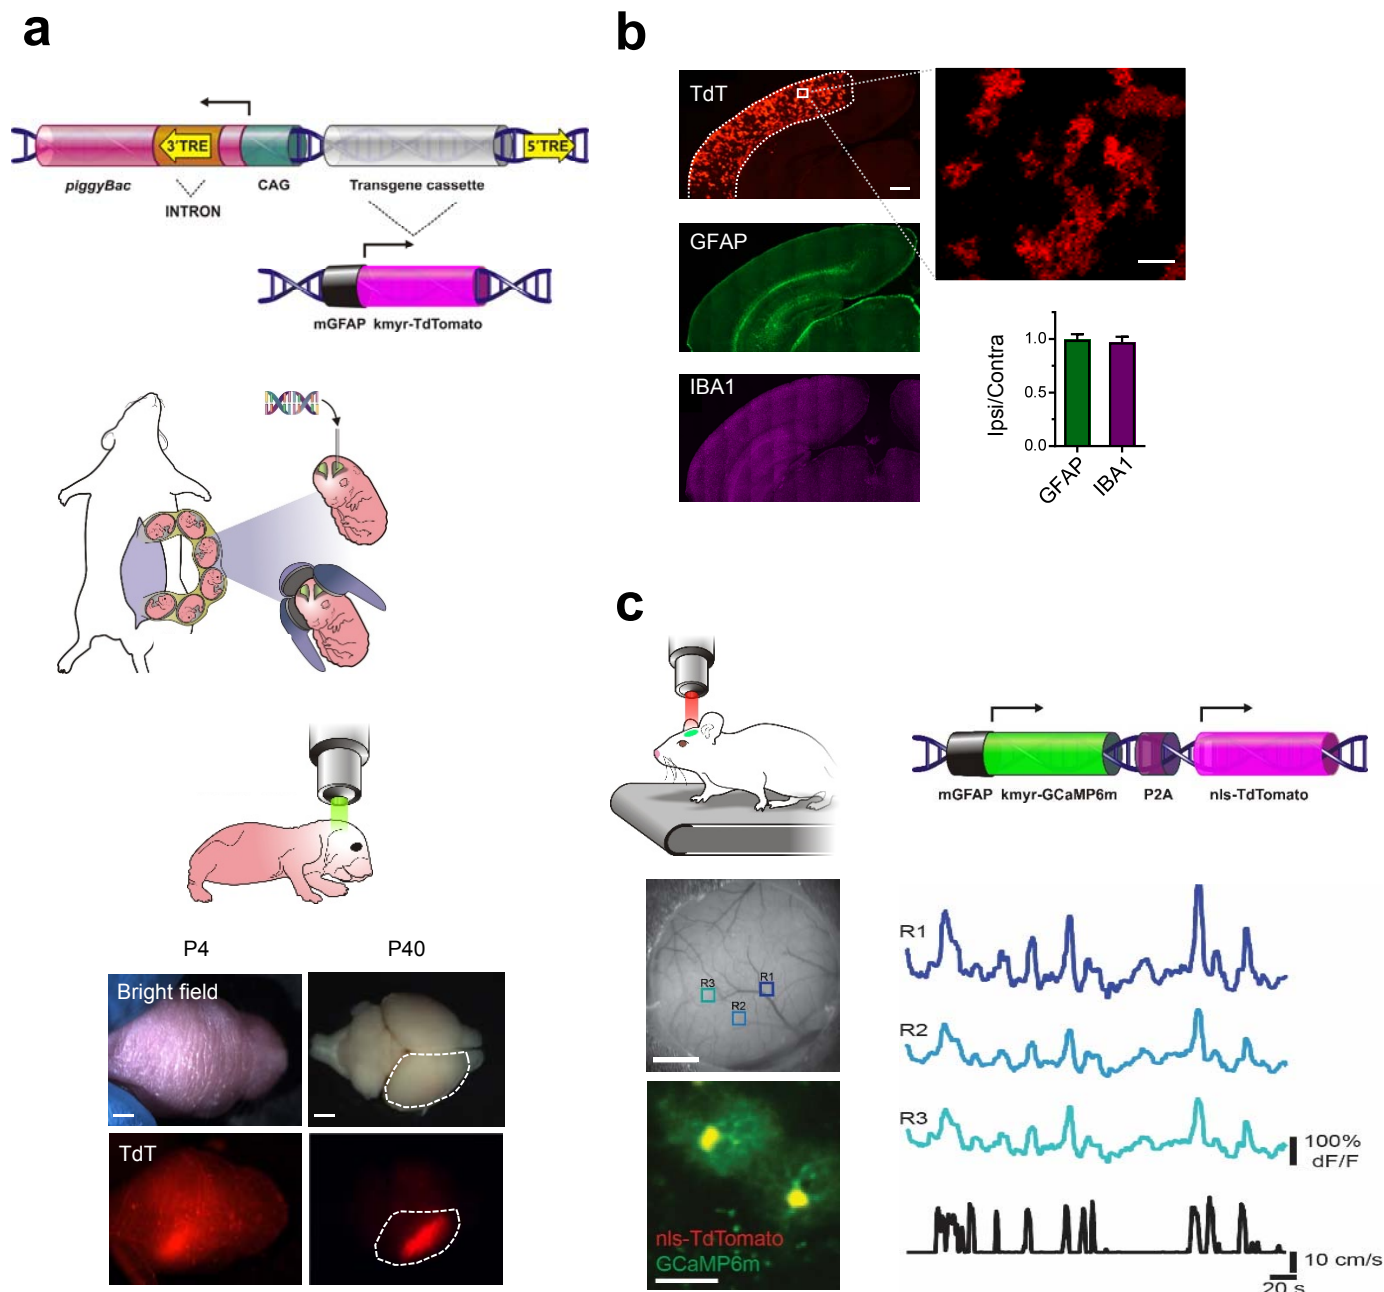 a
3'TRE
5'TRE
piggyBac
CAG
Transgene cassette
INTRON
mGFAP kmyr-TdTomato
P4
P40
Bright field
TdT
b
TdT
GFAP
IBA1
Ipsi/Contra
1.0
0.5
0.0
GFAP
IBA1
c
mGFAP kmyr-GCaMP6m P2A nls-TdTomato
R1
R3
R2
nls-TdTomato
GCaMP6m
R1
R2
R3
100%
dF/F
10 cm/s
20 s